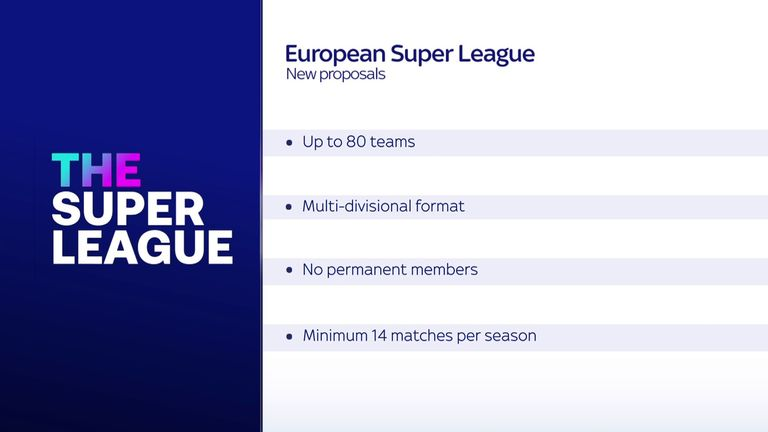 THE
SUPER
LEAGUE
European Super League
New proposals
• Up to 80 teams
• Multi-divisional format
• No permanent members
• Minimum 14 matches per season